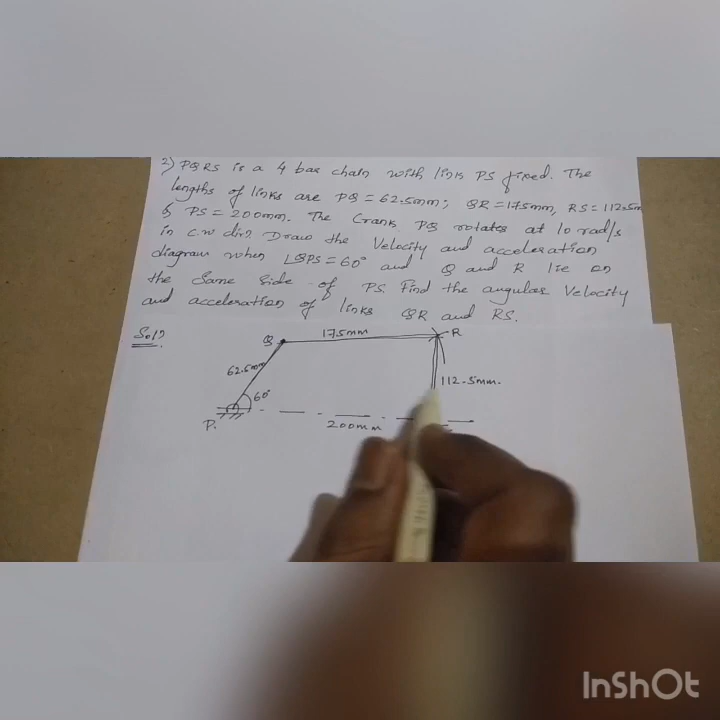 2) PQRS is a 4 bar chain with link PS fixed. The
lengths of links are PQ = 62.5mm; QR = 175mm, RS = 112.5m
& PS = 200mm. The Crank PQ rotates at 10 rad/s
in c.w dirn Draw the Velocity and acceleration
diagram when ∠QPS = 60° and Q and R lie on
the Same Side of PS. Find the angular Velocity
and acceleration of links QR and RS.
Soln
Q
175mm
R
62.5mm
60°
112.5mm.
P.
200mm
InShOt